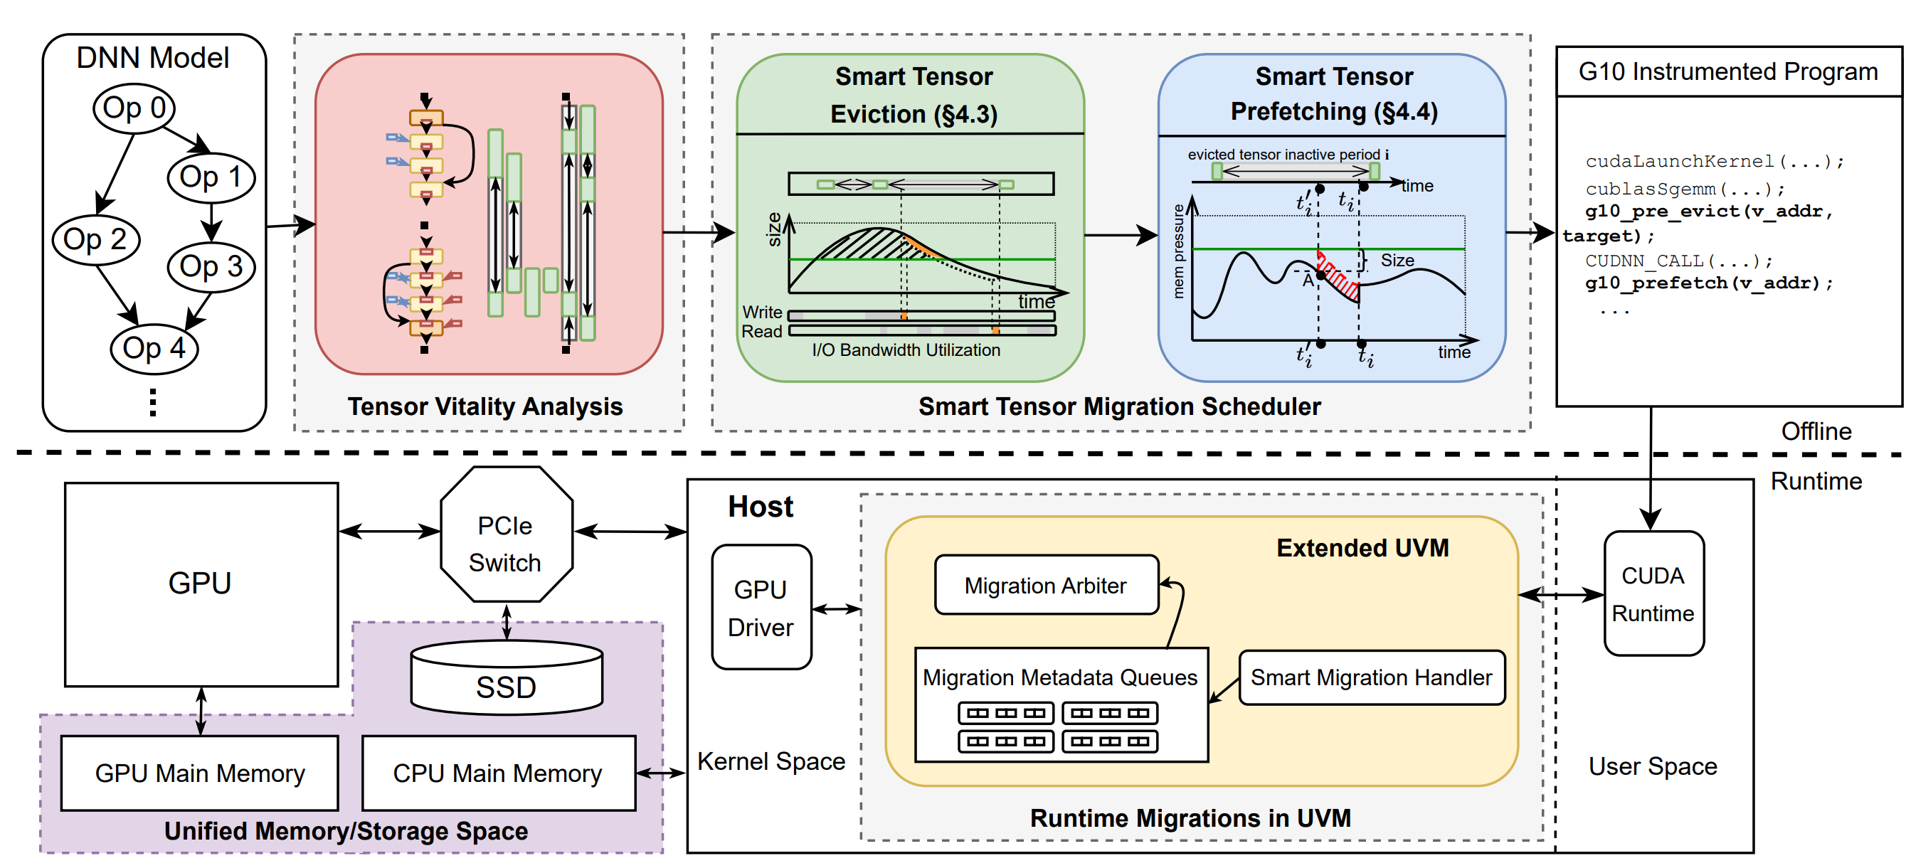 DNN Model
Op 0
Op 1
Op 2
Op 3
Op 4
Tensor Vitality Analysis
Smart Tensor
Eviction (§4.3)
size
time
Write
Read
I/O Bandwidth Utilization
Smart Tensor
Prefetching (§4.4)
evicted tensor inactive period i
time
t'i
ti
mem pressure
Size
A
t'i
ti
time
Smart Tensor Migration Scheduler
G10 Instrumented Program
cudaLaunchKernel(...);
cublasSgemm(...);
g10_pre_evict(v_addr,
target);
CUDNN_CALL(...);
g10_prefetch(v_addr);
...
Offline
Runtime
GPU
PCIe
Switch
SSD
GPU Main Memory
CPU Main Memory
Unified Memory/Storage Space
Host
GPU
Driver
Kernel Space
Extended UVM
Migration Arbiter
Migration Metadata Queues
Smart Migration Handler
Runtime Migrations in UVM
CUDA
Runtime
User Space